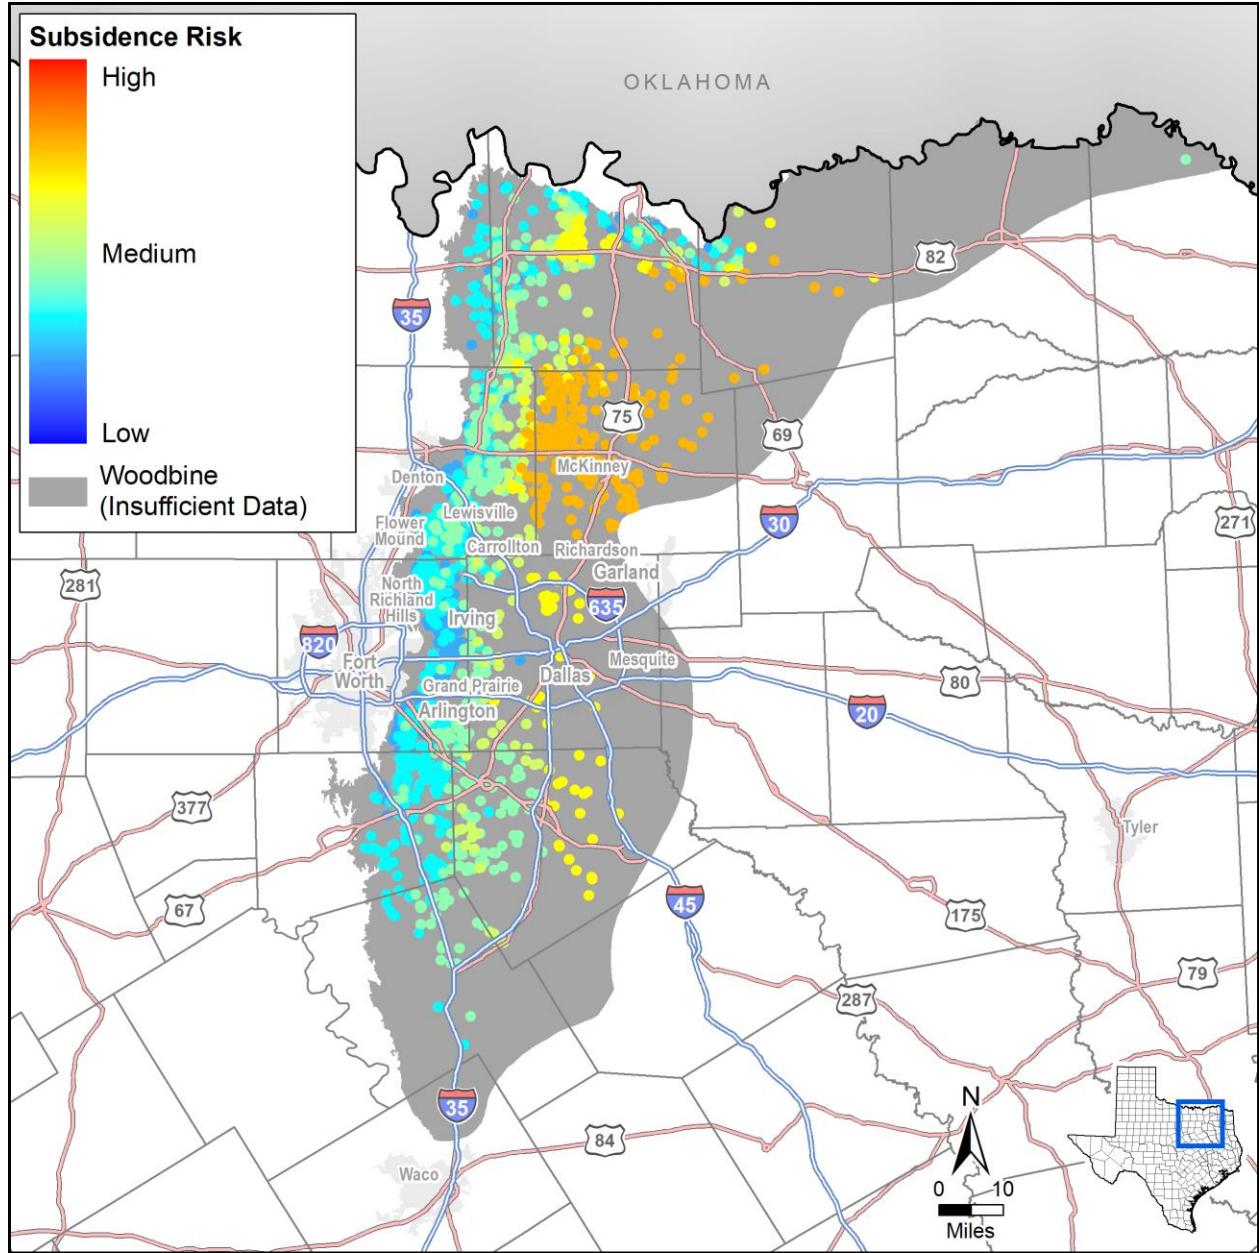 Subsidence Risk
High
Medium
Low
Woodbine
(Insufficient Data)
OKLAHOMA
82
35
75
69
McKinney
Denton
Lewisville
Flower
Mound
Carrollton
Richardson
30
271
281
Garland
North
Richland
Hills
635
Irving
820
Fort
Worth
Mesquite
Dallas
80
Grand Prairie
Arlington
20
377
Tyler
67
45
175
79
287
35
84
Waco
N
0 10
Miles